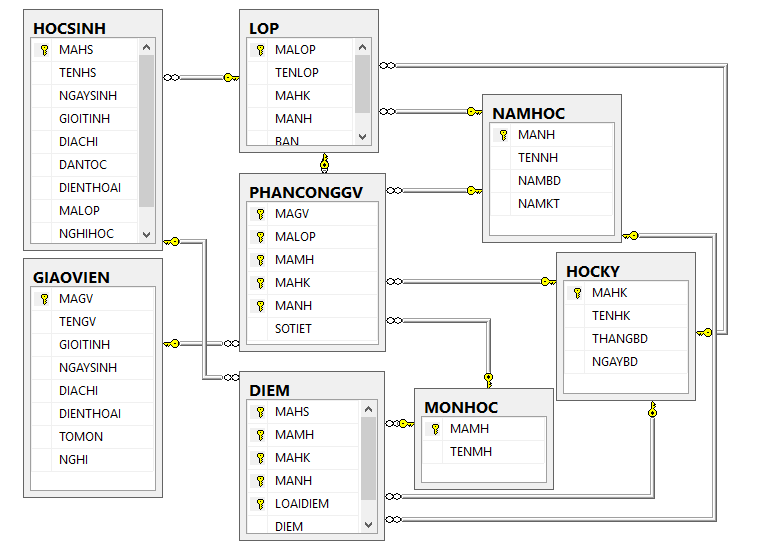 HOCSINH
MAHS
TENHS
NGAYSINH
GIOITINH
DIACHI
DANTOC
DIENTHOAI
MALOP
NGHIHOC
LOP
MALOP
TENLOP
MAHK
MANH
BAN
NAMHOC
MANH
TENNH
NAMBD
NAMKT
PHANCONGGV
MAGV
MALOP
MAMH
MAHK
MANH
SOTIET
GIAOVIEN
MAGV
TENGV
GIOITINH
NGAYSINH
DIACHI
DIENTHOAI
TOMON
NGHI
HOCKY
MAHK
TENHK
THANGBD
NGAYBD
DIEM
MAHS
MAMH
MAHK
MANH
LOAIDIEM
DIEM
MONHOC
MAMH
TENMH